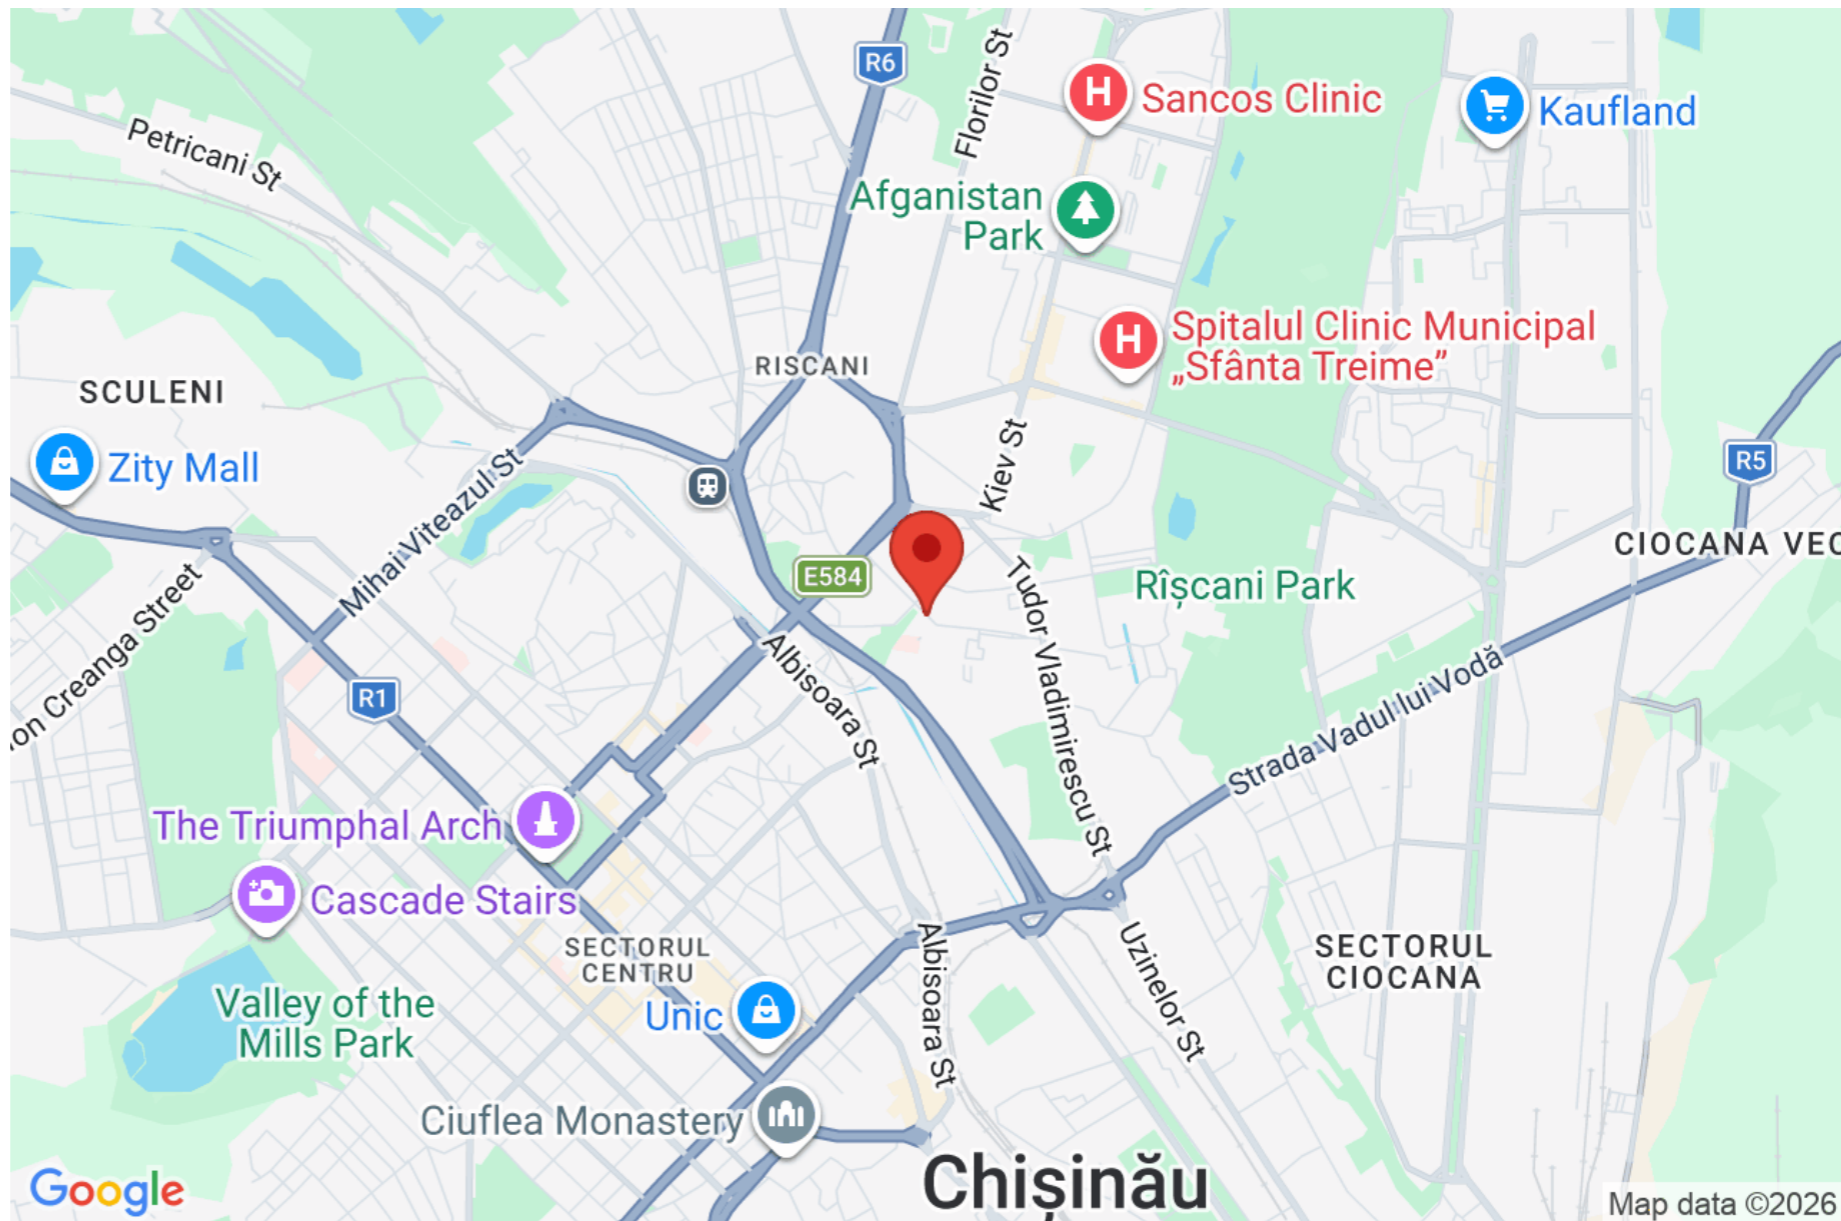 R6
Florilor St
Sancos Clinic
Kaufland
Petricani St
Afganistan
Park
Spitalul Clinic Municipal
„Sfânta Treime”
RISCANI
SCULENI
Zity Mall
Mihai Viteazul St
Kiev St
R5
CIOCANA VEC
E584
Tudor Vladimirescu St
Rîșcani Park
Ion Creanga Street
R1
Albisoara St
Strada Vadul lui Vodă
The Triumphal Arch
Cascade Stairs
SECTORUL
CENTRU
Albisoara St
Uzinelor St
SECTORUL
CIOCANA
Valley of the
Mills Park
Unic
Ciuflea Monastery
Chișinău
Google
Map data ©2026